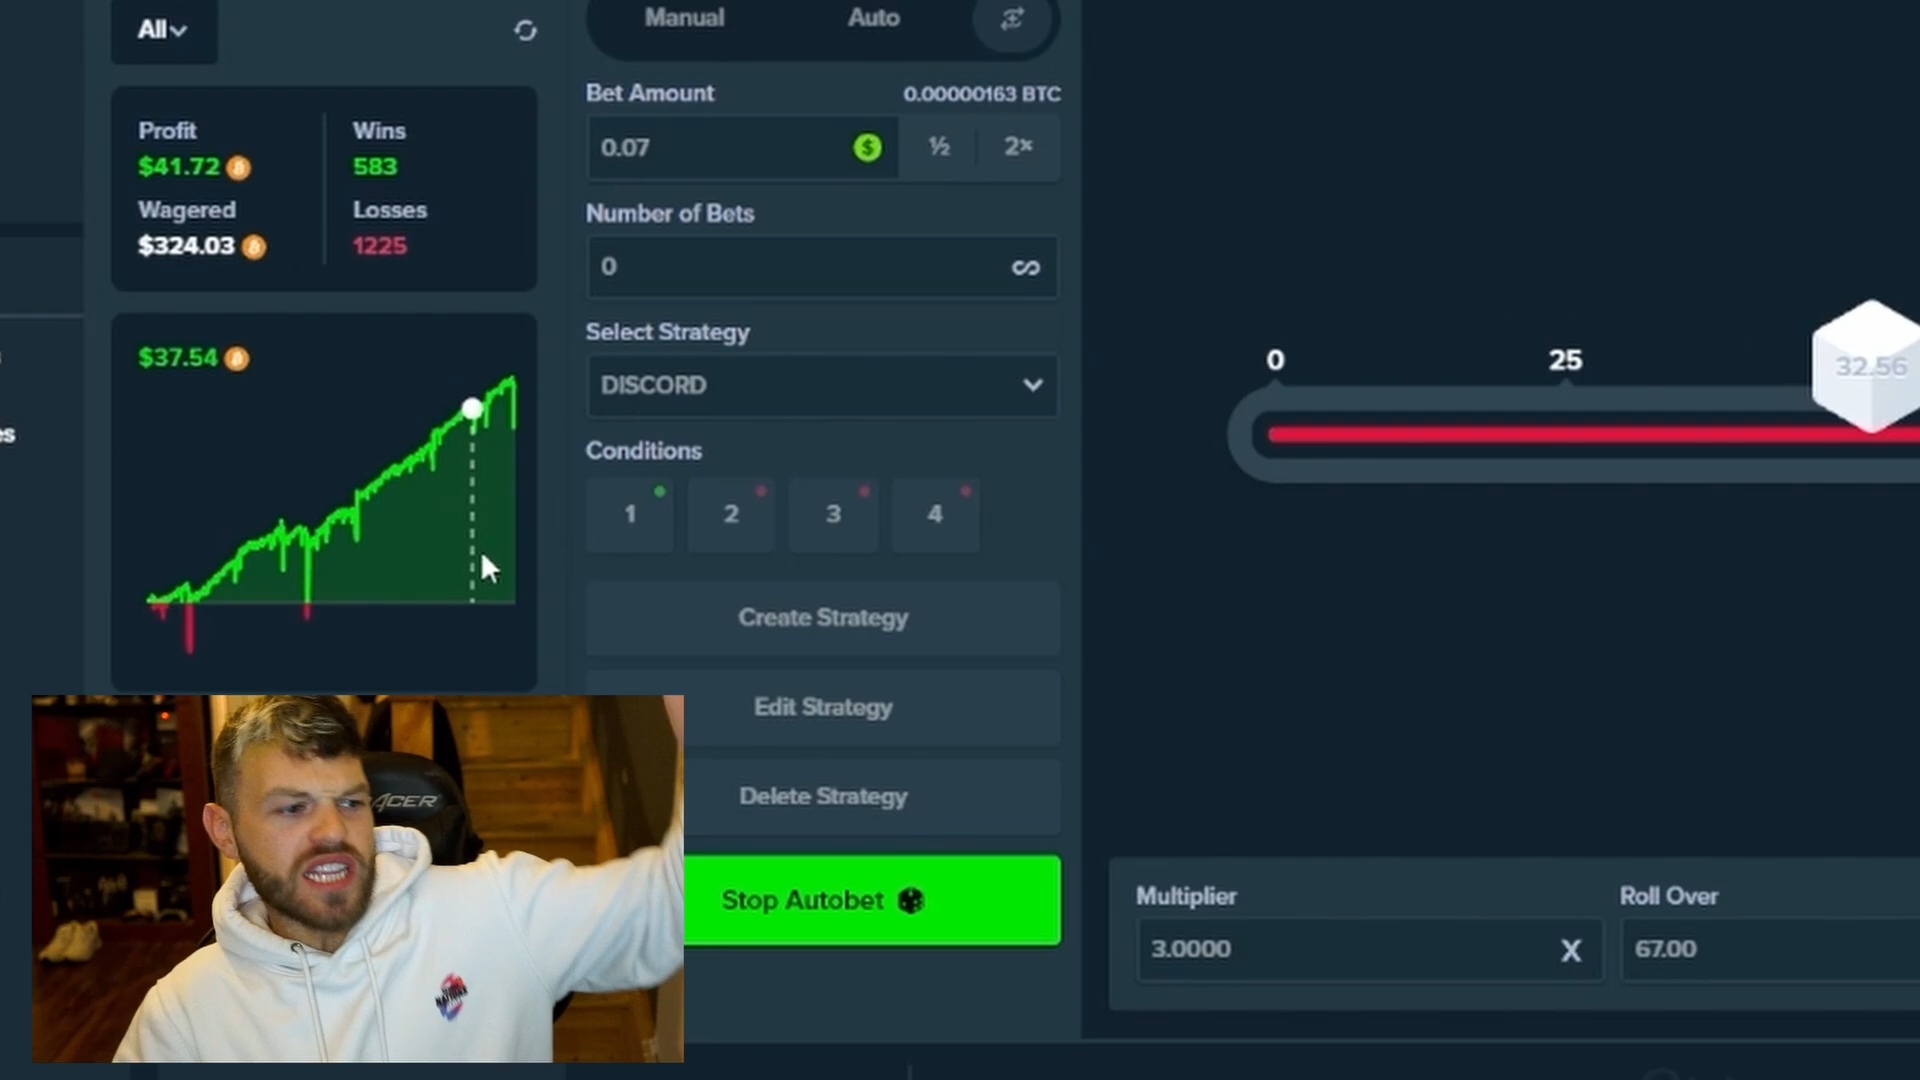 All
Manual
Auto
Profit
Wins
$41.72
583
Wagered
Losses
$324.03
1225
$37.54
Bet Amount
0.00000163 BTC
0.07
$
½
2×
Number of Bets
0
∞
Select Strategy
DISCORD
Conditions
1
2
3
4
Create Strategy
Edit Strategy
Delete Strategy
Stop Autobet
0
25
32.56
Multiplier
Roll Over
3.0000
X
67.00
es
ACER